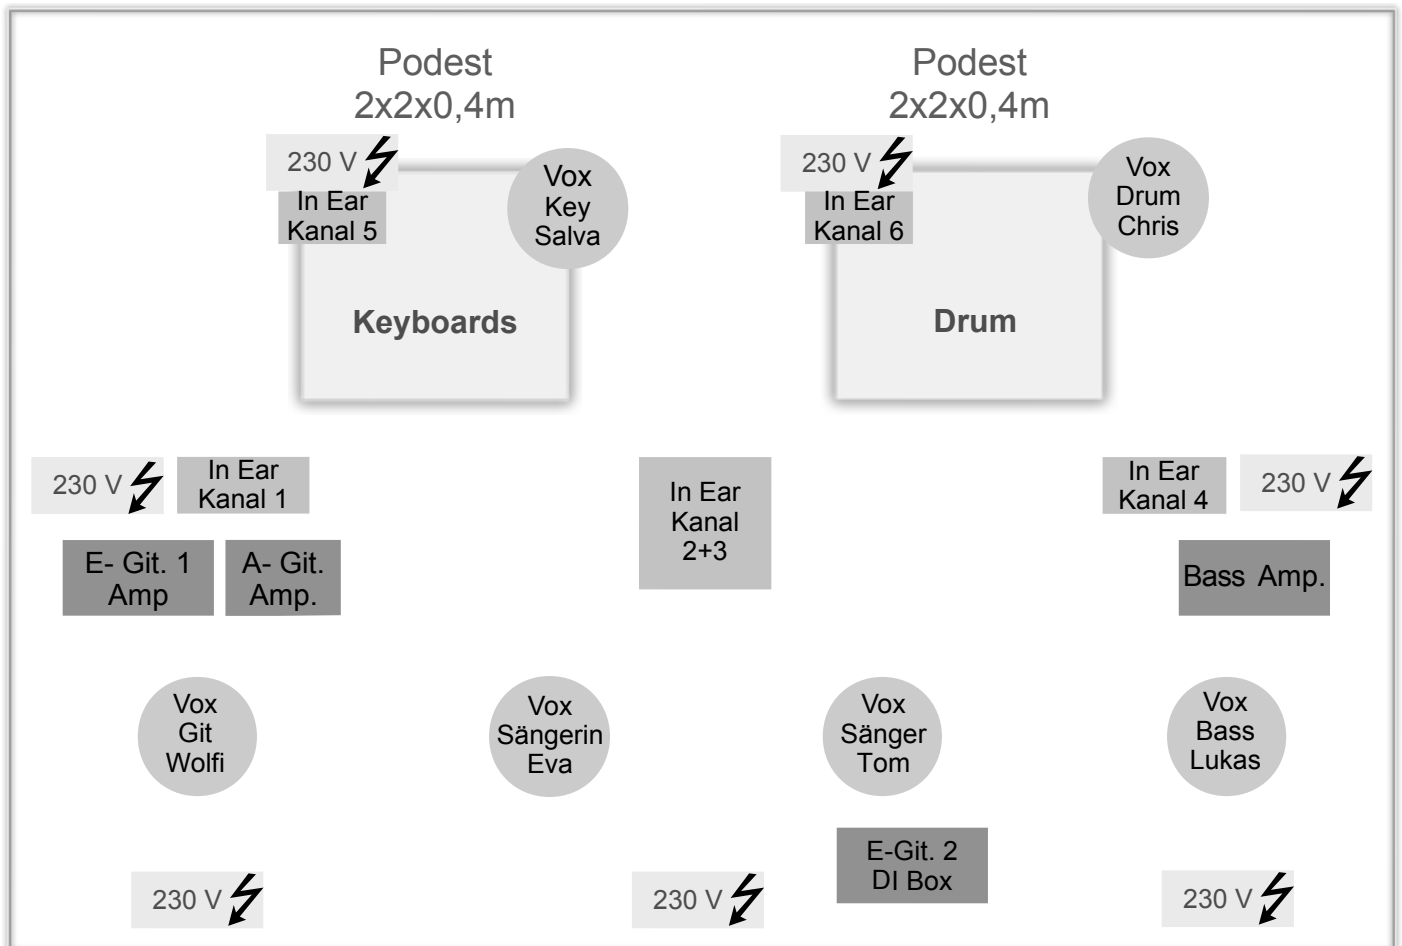 Podest
2x2x0,4m
Podest
2x2x0,4m
230 V
In Ear
Kanal 5
Vox
Key
Salva
Keyboards
230 V
In Ear
Kanal 6
Vox
Drum
Chris
Drum
230 V
In Ear
Kanal 1
In Ear
Kanal
2+3
In Ear
Kanal 4
230 V
E- Git. 1
Amp
A- Git.
Amp.
Bass Amp.
Vox
Git
Wolfi
Vox
Sängerin
Eva
Vox
Sänger
Tom
Vox
Bass
Lukas
E-Git. 2
DI Box
230 V
230 V
230 V